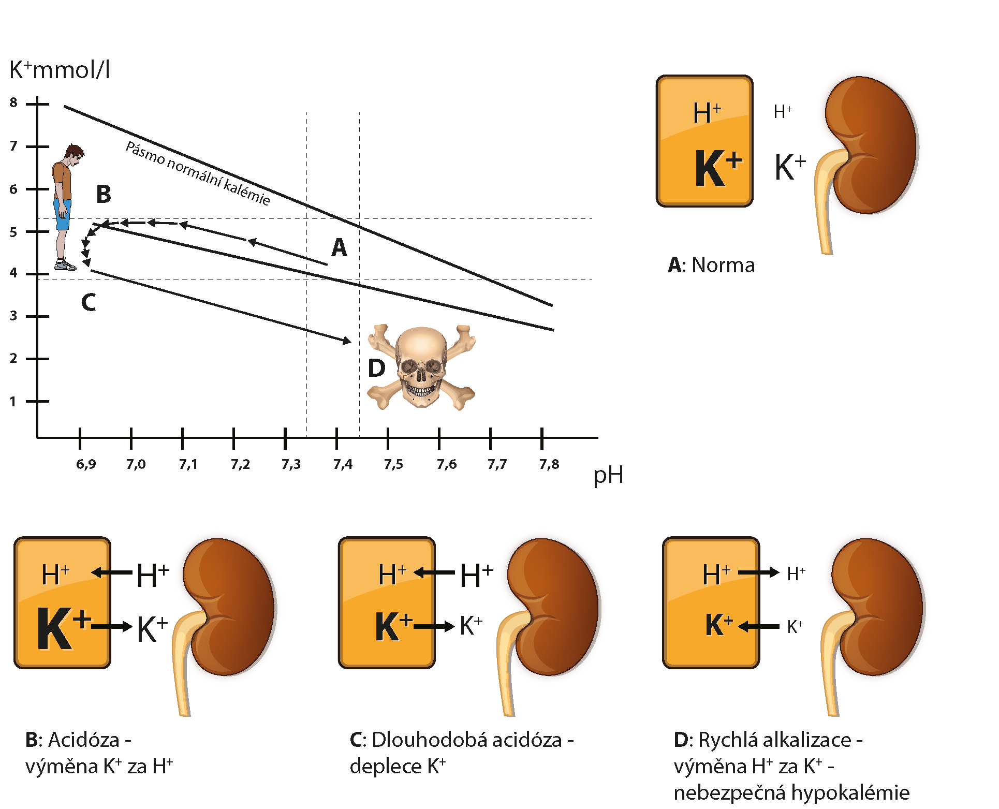 K⁺mmol/l
8
7
6
5
4
3
2
1
Pásmo normální kalémie
B
A
C
D
6,9 7,0 7,1 7,2 7,3 7,4 7,5 7,6 7,7 7,8
pH
H⁺ H⁺
K⁺ K⁺
A: Norma
H⁺ H⁺
K⁺ K⁺
B: Acidóza -
výměna K⁺ za H⁺
H⁺ H⁺
K⁺ K⁺
C: Dlouhodobá acidóza -
deplece K⁺
H⁺ H⁺
K⁺ K⁺
D: Rychlá alkalizace -
výměna H⁺ za K⁺ -
nebezpečná hypokalémie